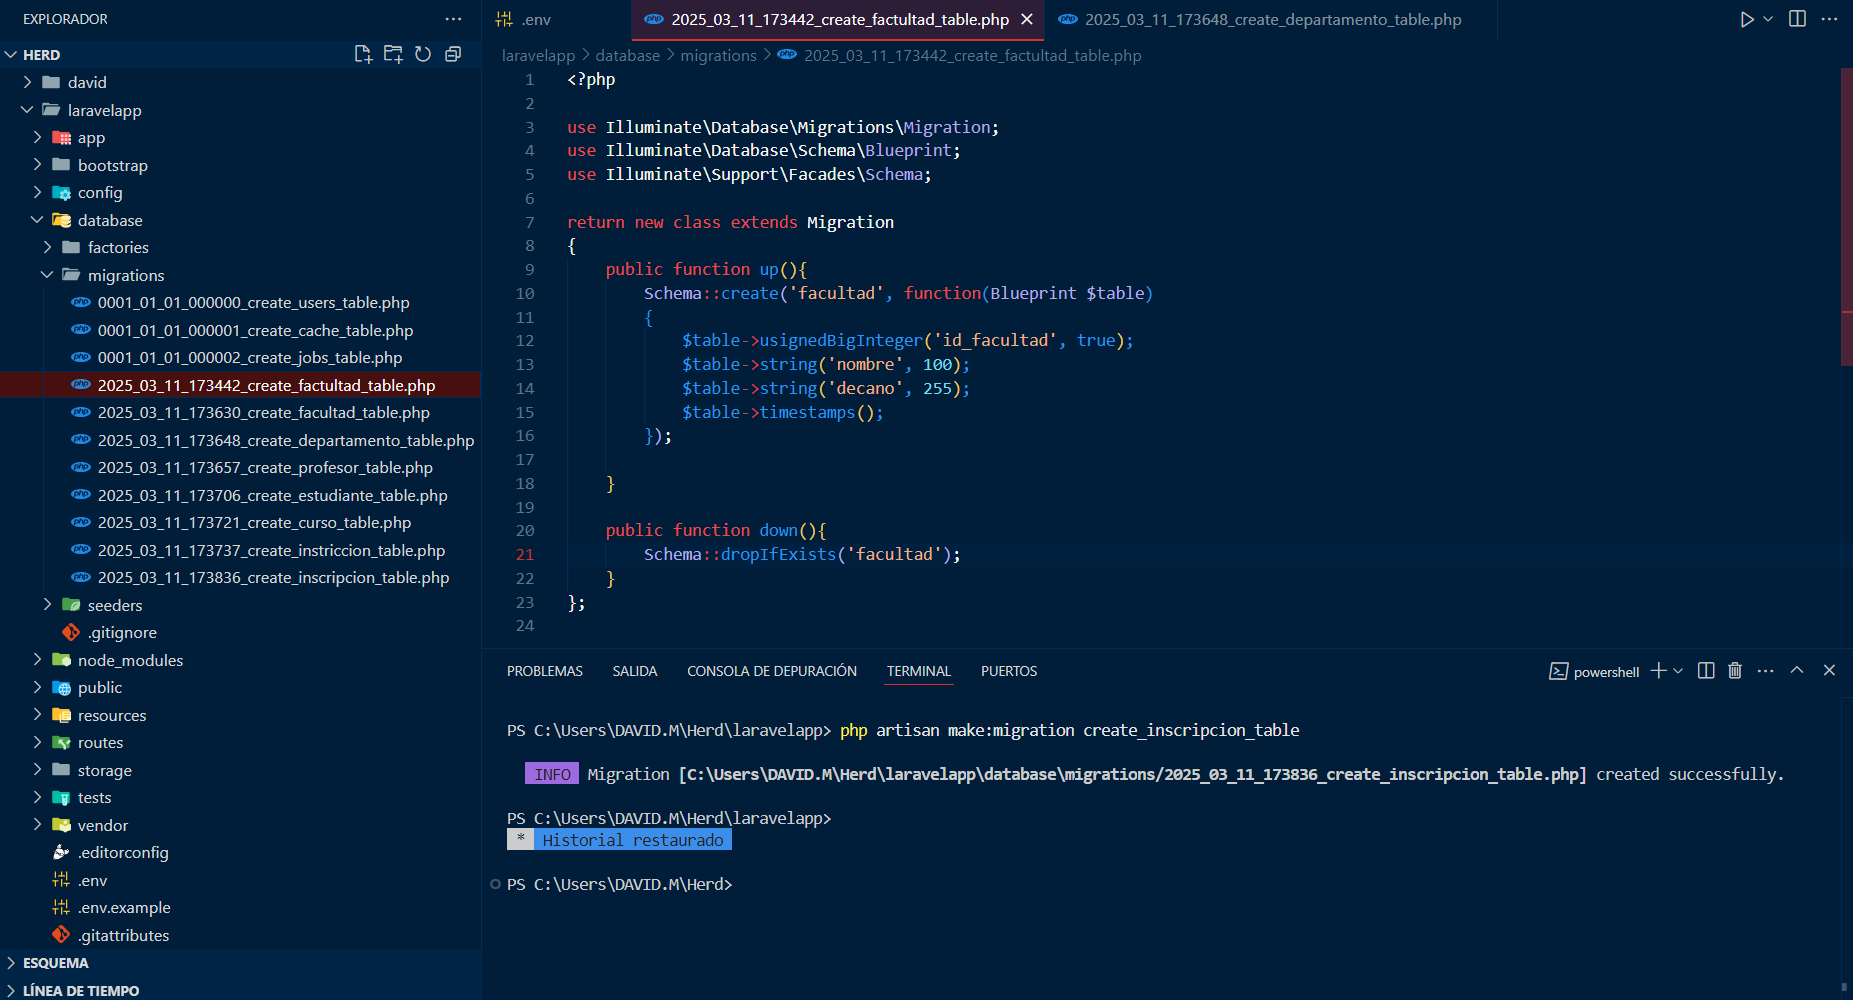 EXPLORADOR
HERD
david
laravelapp
app
bootstrap
config
database
factories
migrations
0001_01_01_000000_create_users_table.php
0001_01_01_000001_create_cache_table.php
0001_01_01_000002_create_jobs_table.php
2025_03_11_173442_create_factultad_table.php
2025_03_11_173630_create_facultad_table.php
2025_03_11_173648_create_departamento_table.php
2025_03_11_173657_create_profesor_table.php
2025_03_11_173706_create_estudiante_table.php
2025_03_11_173721_create_curso_table.php
2025_03_11_173737_create_instriccion_table.php
2025_03_11_173836_create_inscripcion_table.php
seeders
.gitignore
node_modules
public
resources
routes
storage
tests
vendor
.editorconfig
.env
.env.example
.gitattributes
ESQUEMA
LÍNEA DE TIEMPO
.env 2025_03_11_173442_create_factultad_table.php 2025_03_11_173648_create_departamento_table.php
laravelapp > database > migrations > 2025_03_11_173442_create_factultad_table.php
1 <?php
2
3 use Illuminate\Database\Migrations\Migration;
4 use Illuminate\Database\Schema\Blueprint;
5 use Illuminate\Support\Facades\Schema;
6
7 return new class extends Migration
8 {
9 public function up(){
10 Schema::create('facultad', function(Blueprint $table)
11 {
12 $table->usignedBigInteger('id_facultad', true);
13 $table->string('nombre', 100);
14 $table->string('decano', 255);
15 $table->timestamps();
16 });
17
18 }
19
20 public function down(){
21 Schema::dropIfExists('facultad');
22 }
23 };
24
PROBLEMAS SALIDA CONSOLA DE DEPURACIÓN TERMINAL PUERTOS powershell
PS C:\Users\DAVID.M\Herd\laravelapp> php artisan make:migration create_inscripcion_table
INFO Migration [C:\Users\DAVID.M\Herd\laravelapp\database\migrations/2025_03_11_173836_create_inscripcion_table.php] created successfully.
PS C:\Users\DAVID.M\Herd\laravelapp>
* Historial restaurado
PS C:\Users\DAVID.M\Herd>